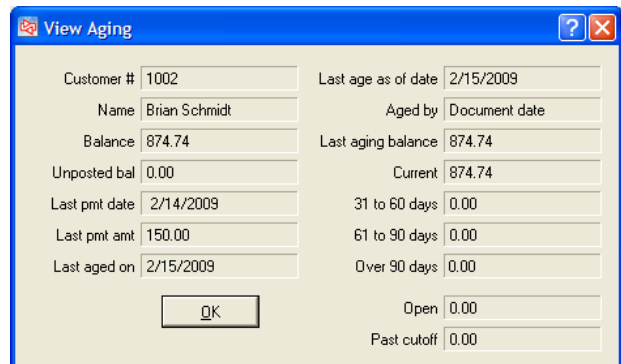 View Aging
Customer # 1002
Last age as of date 2/15/2009
Name Brian Schmidt
Aged by Document date
Balance 874.74
Last aging balance 874.74
Unposted bal 0.00
Current 874.74
Last pmt date 2/14/2009
31 to 60 days 0.00
Last pmt amt 150.00
61 to 90 days 0.00
Last aged on 2/15/2009
Over 90 days 0.00
OK
Open 0.00
Past cutoff 0.00